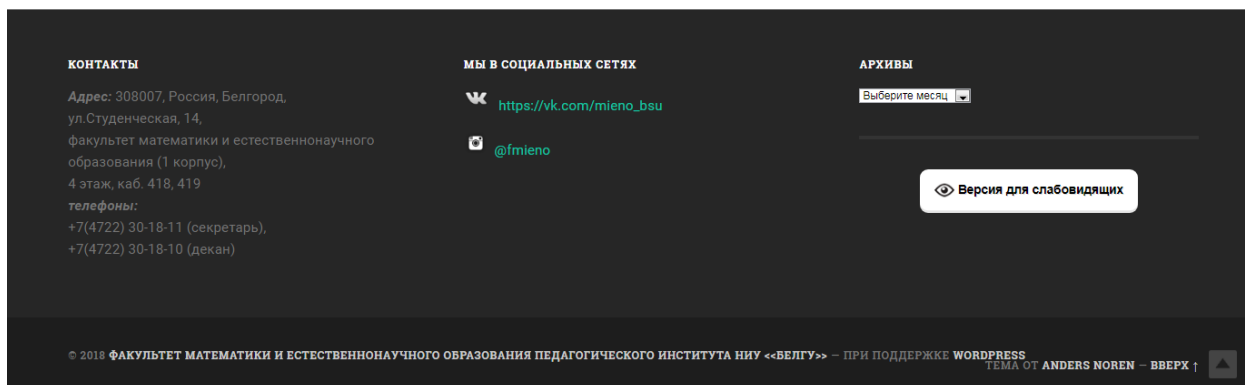 КОНТАКТЫ
Адрес: 308007, Россия, Белгород,
ул.Студенческая, 14,
факультет математики и естественнонаучного
образования (1 корпус),
4 этаж, каб. 418, 419
телефоны:
+7(4722) 30-18-11 (секретарь),
+7(4722) 30-18-10 (декан)
МЫ В СОЦИАЛЬНЫХ СЕТЯХ
https://vk.com/mieno_bsu
@fmieno
АРХИВЫ
Выберите месяц
Версия для слабовидящих
© 2018 ФАКУЛЬТЕТ МАТЕМАТИКИ И ЕСТЕСТВЕННОНАУЧНОГО ОБРАЗОВАНИЯ ПЕДАГОГИЧЕСКОГО ИНСТИТУТА НИУ <<БЕЛГУ>> — ПРИ ПОДДЕРЖКЕ WORDPRESS
ТЕМА ОТ ANDERS NOREN — ВВЕРХ ↑